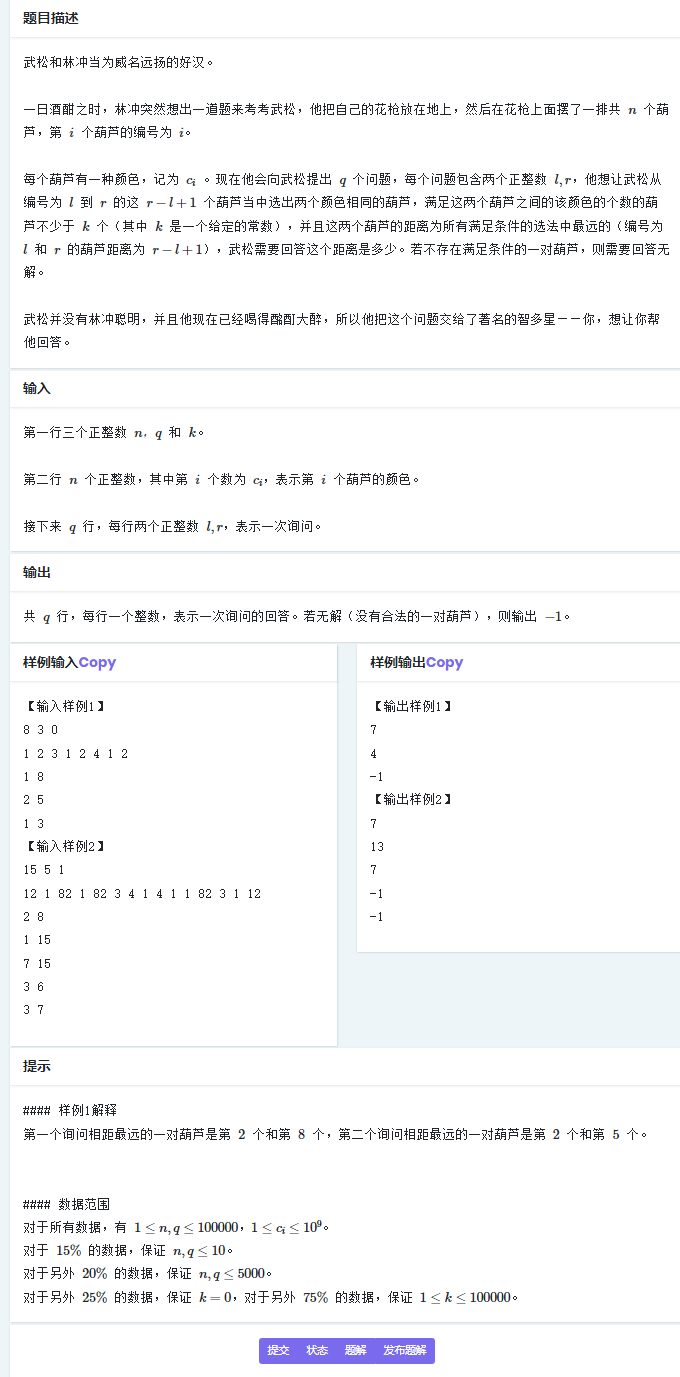 题目描述
武松和林冲当为威名远扬的好汉。
一日酒酣之时，林冲突然想出一道题来考考武松，他把自己的花枪放在地上，然后在花枪上面摆了一排共 n 个葫
芦，第 i 个葫芦的编号为 i。
每个葫芦有一种颜色，记为 c_i 。现在他会向武松提出 q 个问题，每个问题包含两个正整数 l,r，他想让武松从
编号为 l 到 r 的这 r−l+1 个葫芦当中选出两个颜色相同的葫芦，满足这两个葫芦之间的该颜色的个数的葫
芦不少于 k 个（其中 k 是一个给定的常数），并且这两个葫芦的距离为所有满足条件的选法中最远的（编号为
l 和 r 的葫芦距离为 r−l+1），武松需要回答这个距离是多少。若不存在满足条件的一对葫芦，则需要回答无
解。
武松并没有林冲聪明，并且他现在已经喝得酩酊大醉，所以他把这个问题交给了著名的智多星——你，想让你帮
他回答。
输入
第一行三个正整数 n，q 和 k。
第二行 n 个正整数，其中第 i 个数为 c_i，表示第 i 个葫芦的颜色。
接下来 q 行，每行两个正整数 l,r，表示一次询问。
输出
共 q 行，每行一个整数，表示一次询问的回答。若无解（没有合法的一对葫芦），则输出 −1。
样例输入Copy
【输入样例1】
8 3 0
1 2 3 1 2 4 1 2
1 8
2 5
1 3
【输入样例2】
15 5 1
12 1 82 1 82 3 4 1 4 1 1 82 3 1 12
2 8
1 15
7 15
3 6
3 7
样例输出Copy
【输出样例1】
7
4
-1
【输出样例2】
7
13
7
-1
-1
提示
#### 样例1解释
第一个询问相距最远的一对葫芦是第 2 个和第 8 个，第二个询问相距最远的一对葫芦是第 2 个和第 5 个。
#### 数据范围
对于所有数据，有 1≤n,q≤100000，1≤c_i≤10^9。
对于 15% 的数据，保证 n,q≤10。
对于另外 20% 的数据，保证 n,q≤5000。
对于另外 25% 的数据，保证 k=0，对于另外 75% 的数据，保证 1≤k≤100000。
提交 状态 题解 发布题解